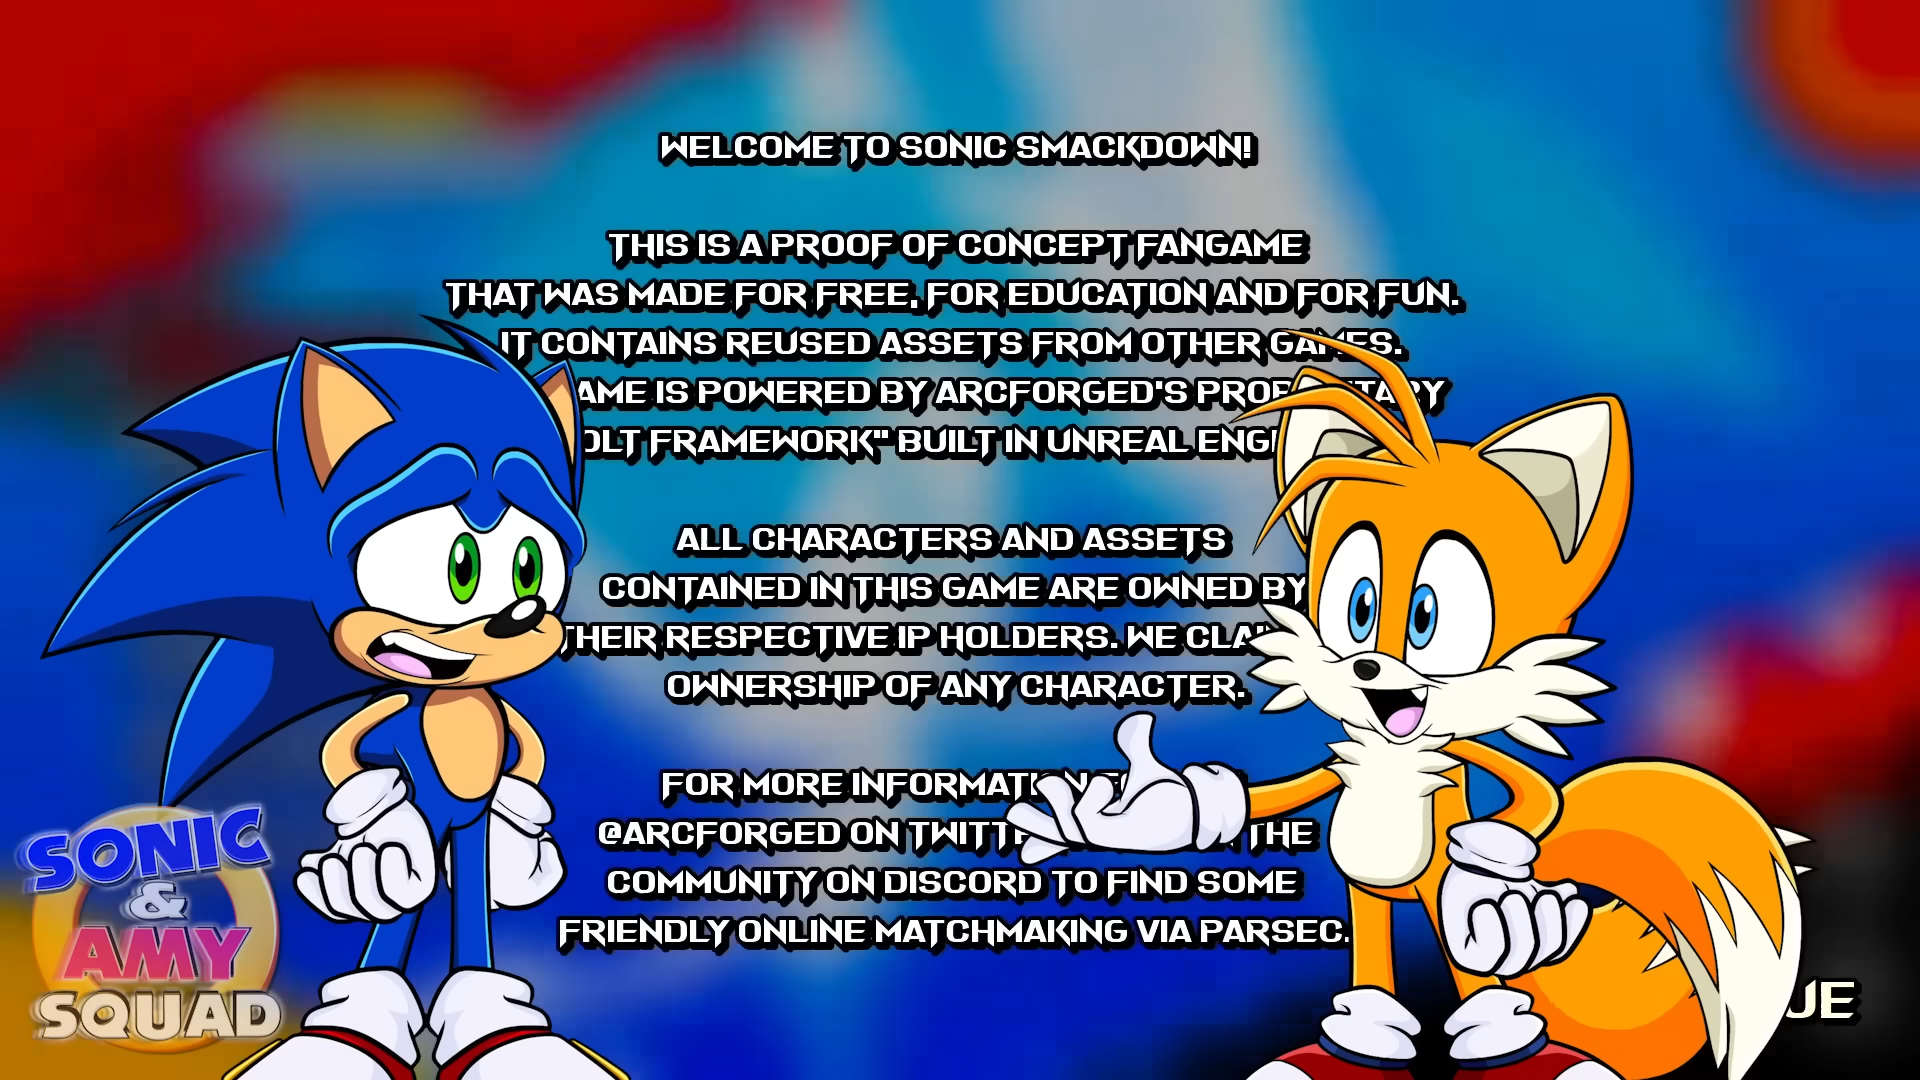 WELCOME TO SONIC SMACKDOWN!
THIS IS A PROOF OF CONCEPT FANGAME
THAT WAS MADE FOR FREE, FOR EDUCATION AND FOR FUN.
IT CONTAINS REUSED ASSETS FROM OTHER GAMES.
IS POWERED BY ARCFORGED'S
FRAMEWORK" BUILT IN UNREAL
ALL CHARACTERS AND ASSETS
CONTAINED IN THIS GAME ARE OWNED BY
THEIR RESPECTIVE IP HOLDERS. WE
OWNERSHIP OF ANY CHARACTER.
FOR MORE
@ARCFORGED ON THE
COMMUNITY ON DISCORD TO FIND SOME
FRIENDLY ONLINE MATCHMAKING VIA PARSEC.
SONIC
&
AMY
SQUAD